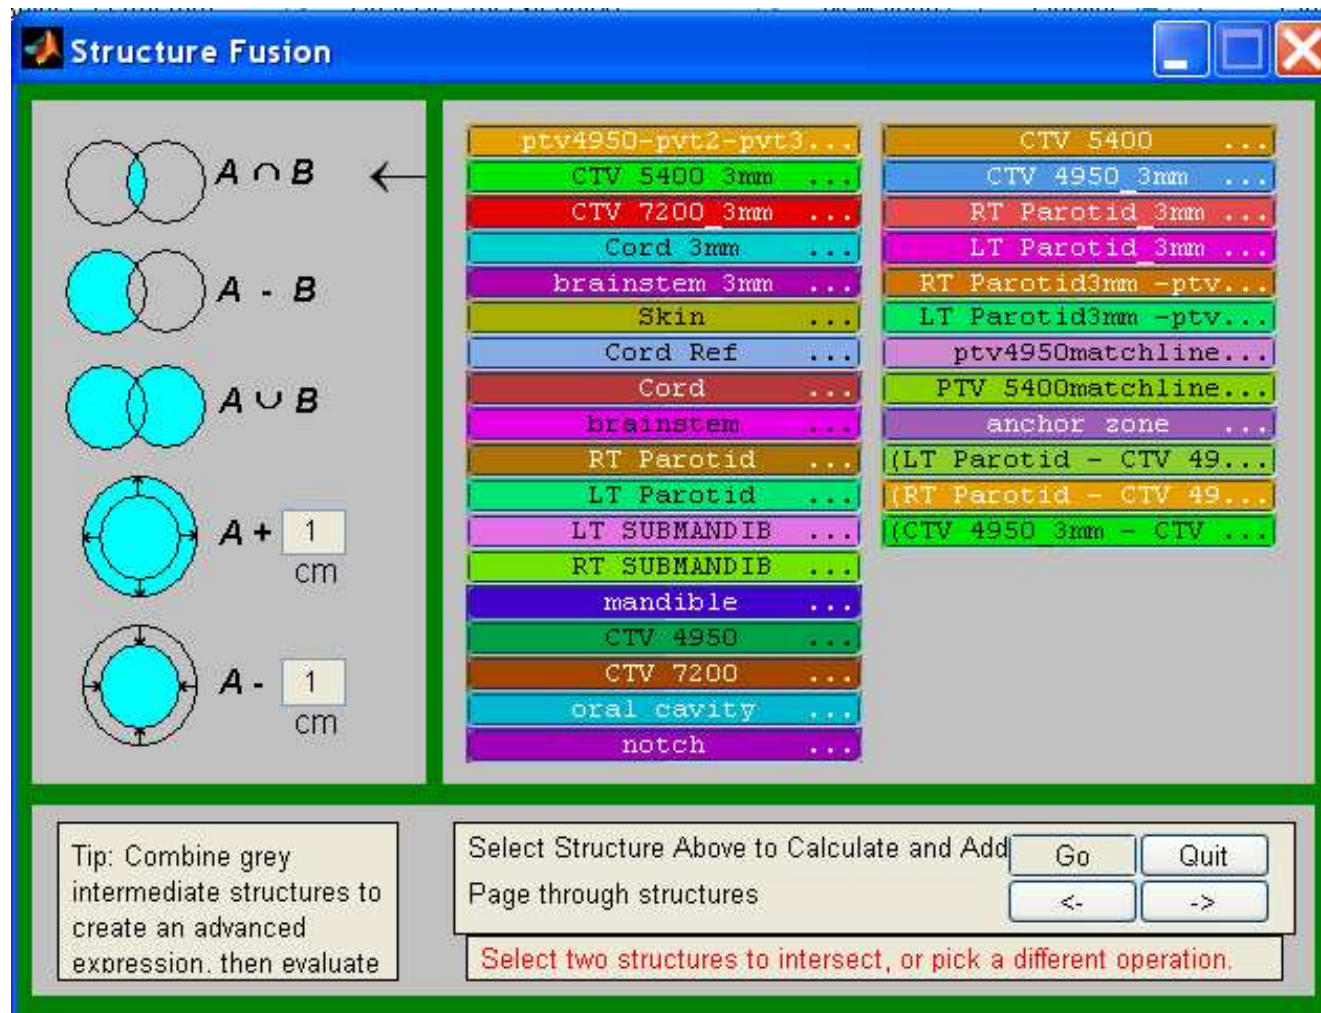 Structure Fusion
A ∩ B ←
A - B
A ∪ B
A + 1
cm
A - 1
cm
ptv4950-pvt2-pvt3...
CTV 5400 3mm ...
CTV 7200_3mm ...
Cord 3mm ...
brainstem 3mm ...
Skin ...
Cord Ref ...
Cord ...
brainstem ...
RT Parotid ...
LT Parotid ...
LT SUBMANDIB ...
RT SUBMANDIB ...
mandible ...
CTV 4950 ...
CTV 7200 ...
oral cavity ...
notch ...
CTV 5400 ...
CTV 4950_3mm ...
RT Parotid_3mm ...
LT Parotid_3mm ...
RT Parotid3mm -ptv...
LT Parotid3mm -ptv...
ptv4950matchline...
PTV 5400matchline...
anchor zone ...
(LT Parotid - CTV 49...
(RT Parotid - CTV 49...
(CTV 4950 3mm - CTV ...
Tip: Combine grey
intermediate structures to
create an advanced
expression, then evaluate
Select Structure Above to Calculate and Add
Go Quit
Page through structures
<- ->
Select two structures to intersect, or pick a different operation.